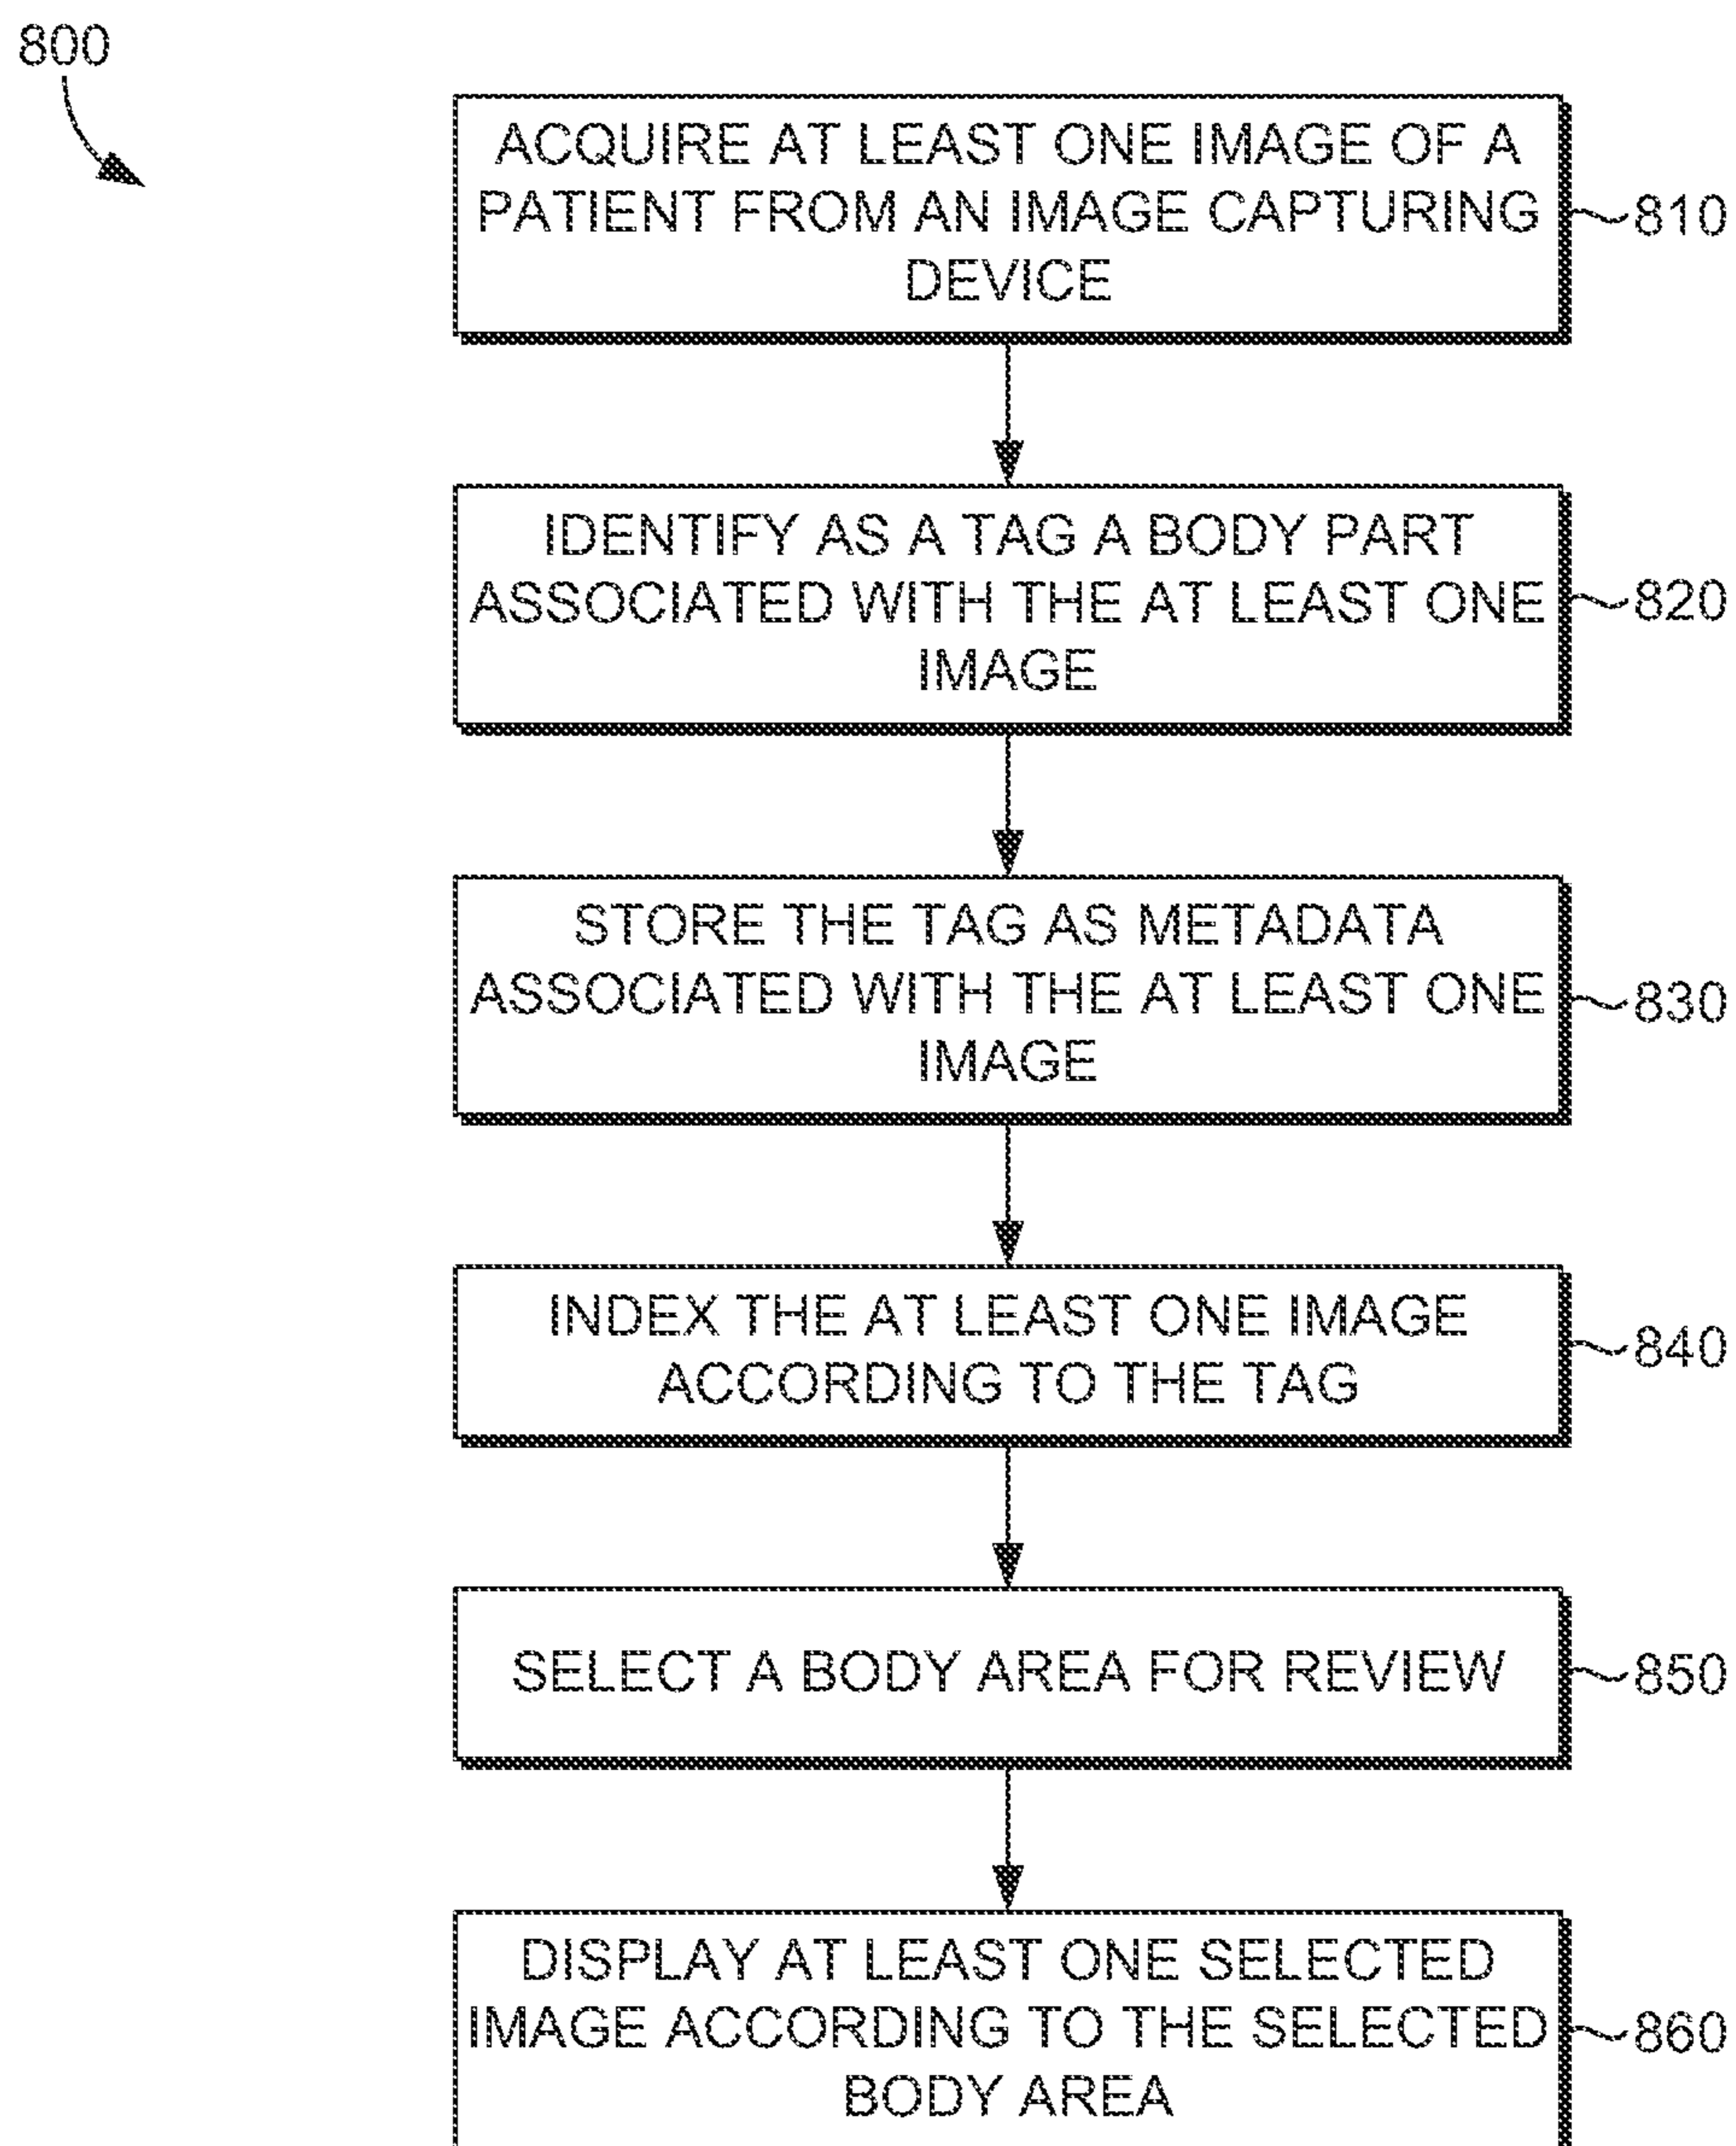 800
ACQUIRE AT LEAST ONE IMAGE OF A
PATIENT FROM AN IMAGE CAPTURING
DEVICE
810
IDENTIFY AS A TAG A BODY PART
ASSOCIATED WITH THE AT LEAST ONE
IMAGE
820
STORE THE TAG AS METADATA
ASSOCIATED WITH THE AT LEAST ONE
IMAGE
830
INDEX THE AT LEAST ONE IMAGE
ACCORDING TO THE TAG
840
SELECT A BODY AREA FOR REVIEW
850
DISPLAY AT LEAST ONE SELECTED
IMAGE ACCORDING TO THE SELECTED
BODY AREA
860